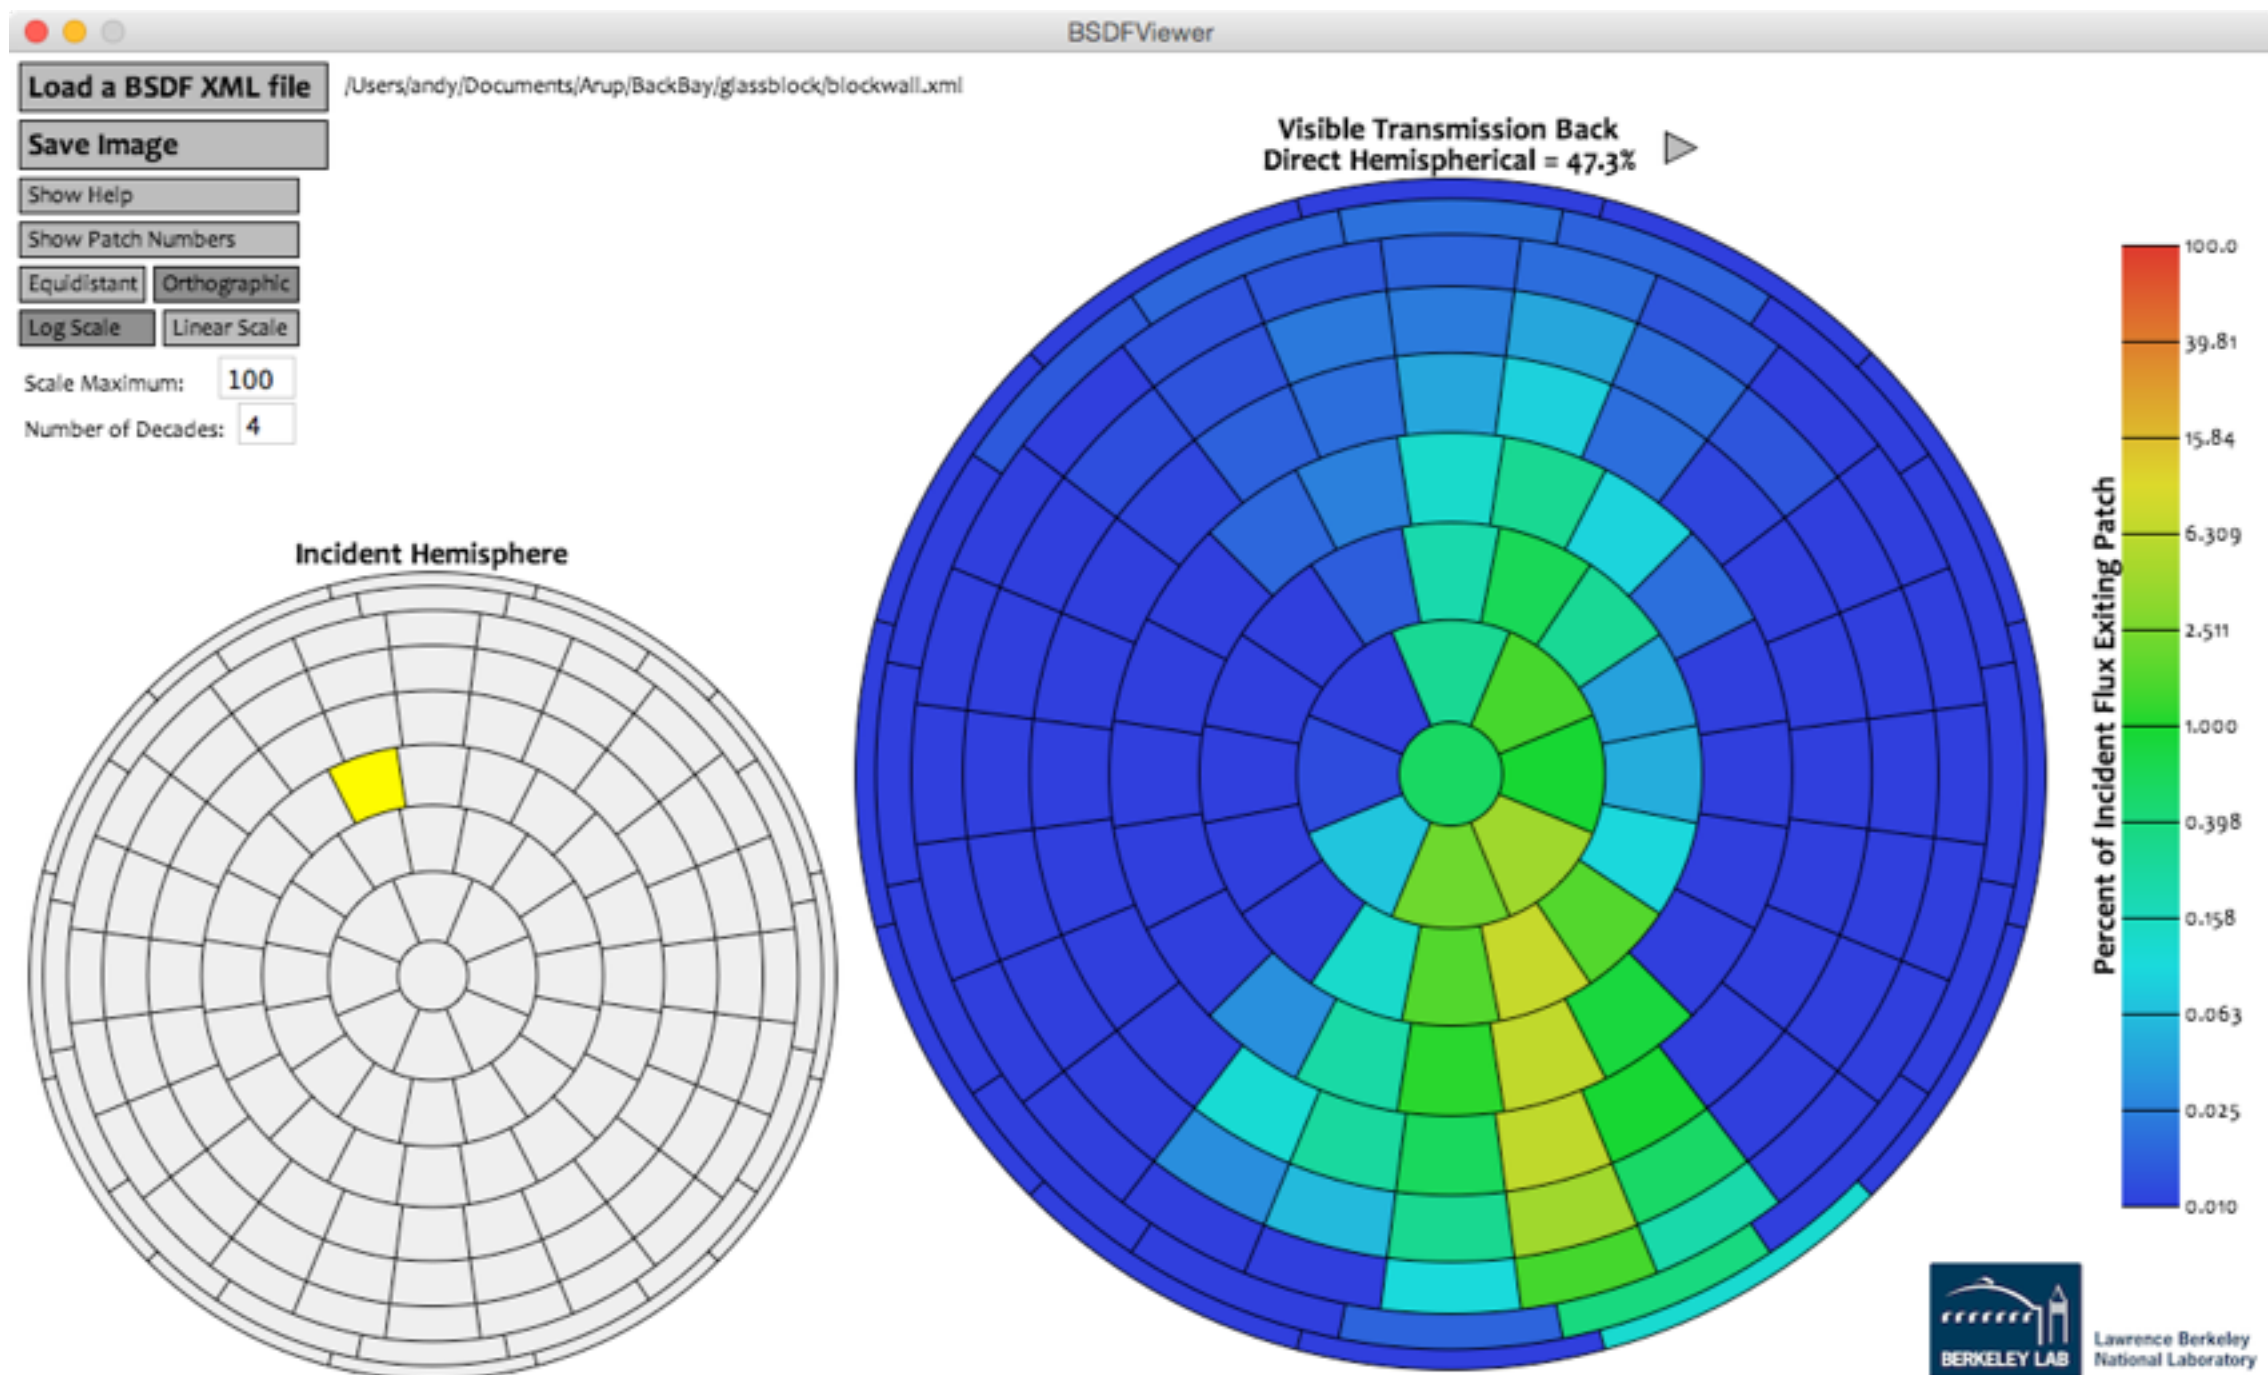 BSDFViewer
Load a BSDF XML file
/Users/andy/Documents/Arup/BackBay/glassblock/blockwall.xml
Save Image
Show Help
Show Patch Numbers
Equidistant
Orthographic
Log Scale
Linear Scale
Scale Maximum: 100
Number of Decades: 4
Incident Hemisphere
Visible Transmission Back
Direct Hemispherical = 47.3%
Percent of Incident Flux Exiting Patch
100.0
39.81
15.84
6.309
2.511
1.000
0.398
0.158
0.063
0.025
0.010
BERKELEY LAB
Lawrence Berkeley
National Laboratory